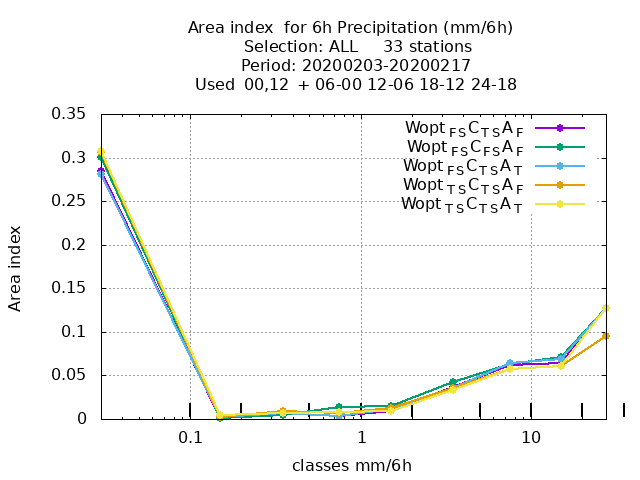 Area index  for 6h Precipitation (mm/6h)
Selection: ALL     33 stations
Period: 20200203-20200217
Used  00,12  + 06-00 12-06 18-12 24-18
Wopt FS C TS A F
Wopt FS C FS A F
Wopt FS C TS A T
Wopt TS C TS A F
Wopt TS C TS A T
0.35
0.3
0.25
0.2
0.15
0.1
0.05
0
Area index
0.1 1 10
classes mm/6h